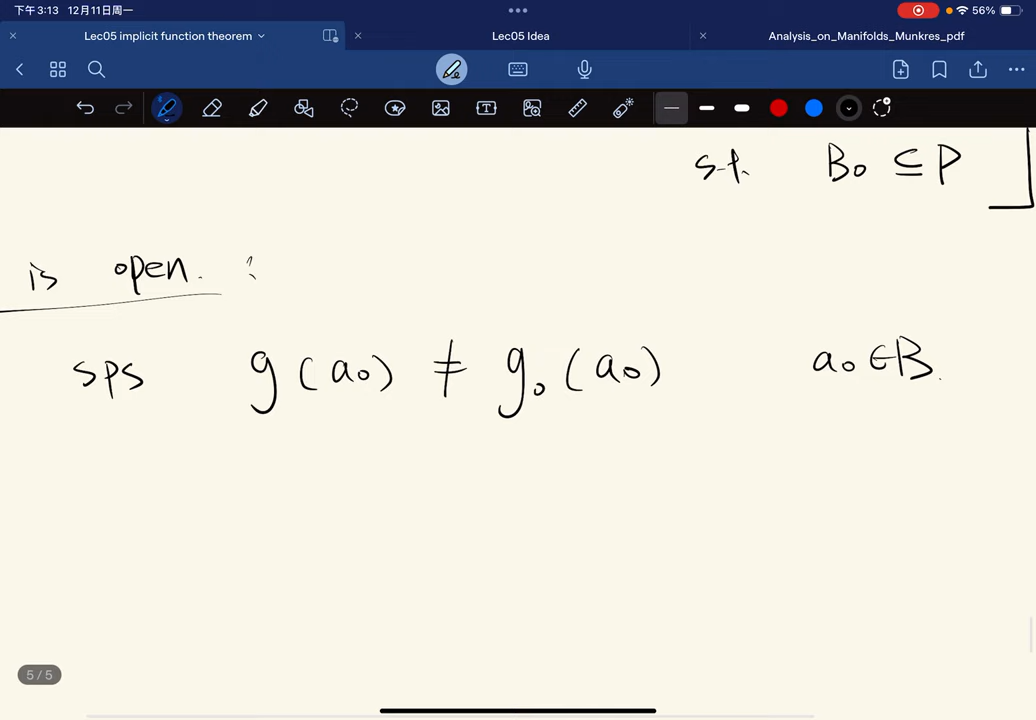 下午3:13 12月11日周一
56%
Lec05 implicit function theorem
Lec05 Idea
Analysis_on_Manifolds_Munkres_pdf
s.t. B₀ ⊆ P
is open. :
sps g(a₀) ≠ g₀(a₀) a₀ ∈ B.
5 / 5